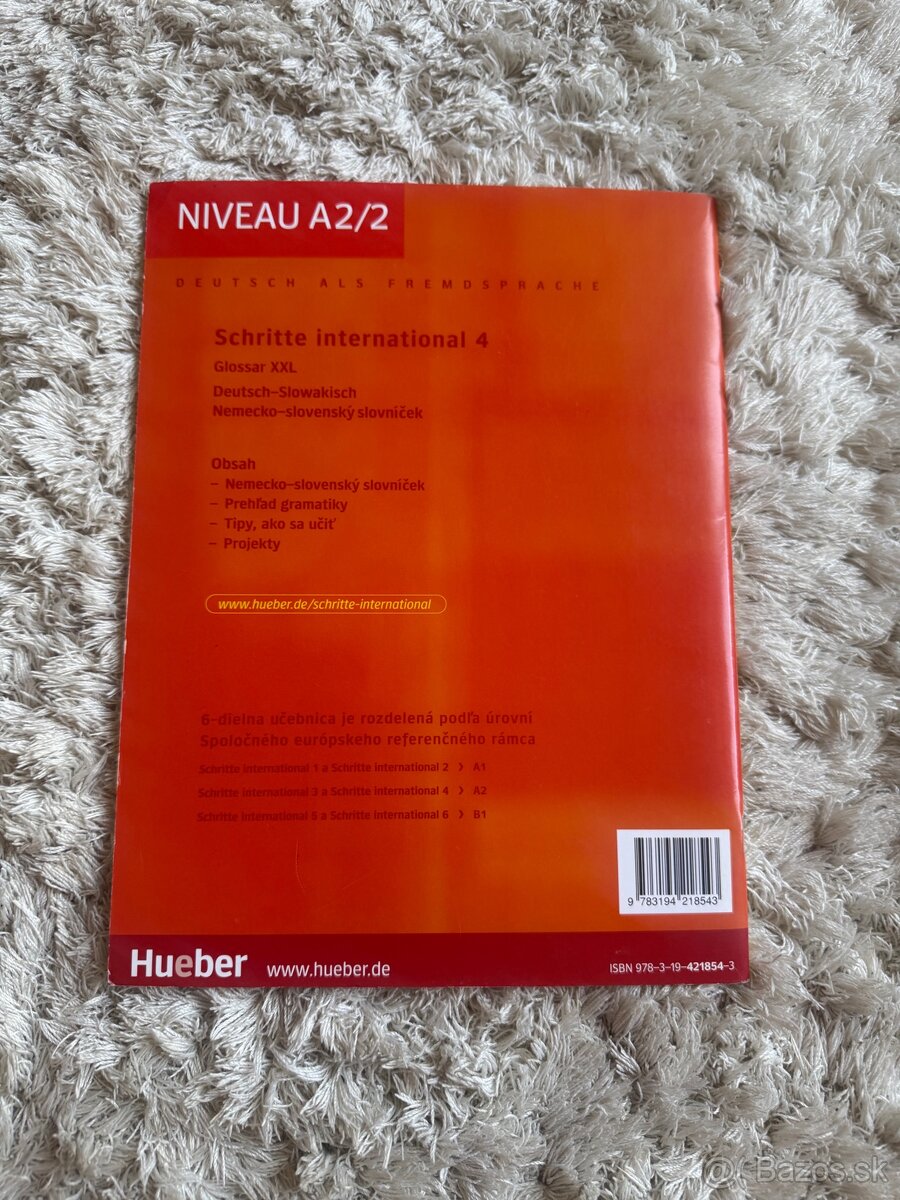 NIVEAU A2/2
DEUTSCH ALS FREMDSPRACHE
Schritte international 4
Glossar XXL
Deutsch–Slowakisch
Nemecko–slovenský slovníček
Obsah
– Nemecko–slovenský slovníček
– Prehľad gramatiky
– Tipy, ako sa učiť
– Projekty
www.hueber.de/schritte-international
6-dielna učebnica je rozdelená podľa úrovní
Spoločného európskeho referenčného rámca
Schritte international 1 a Schritte international 2 ❯ A1
Schritte international 3 a Schritte international 4 ❯ A2
Schritte international 5 a Schritte international 6 ❯ B1
9 783194 218543
Hueber www.hueber.de
ISBN 978–3–19–421854–3
@ Bazos.sk